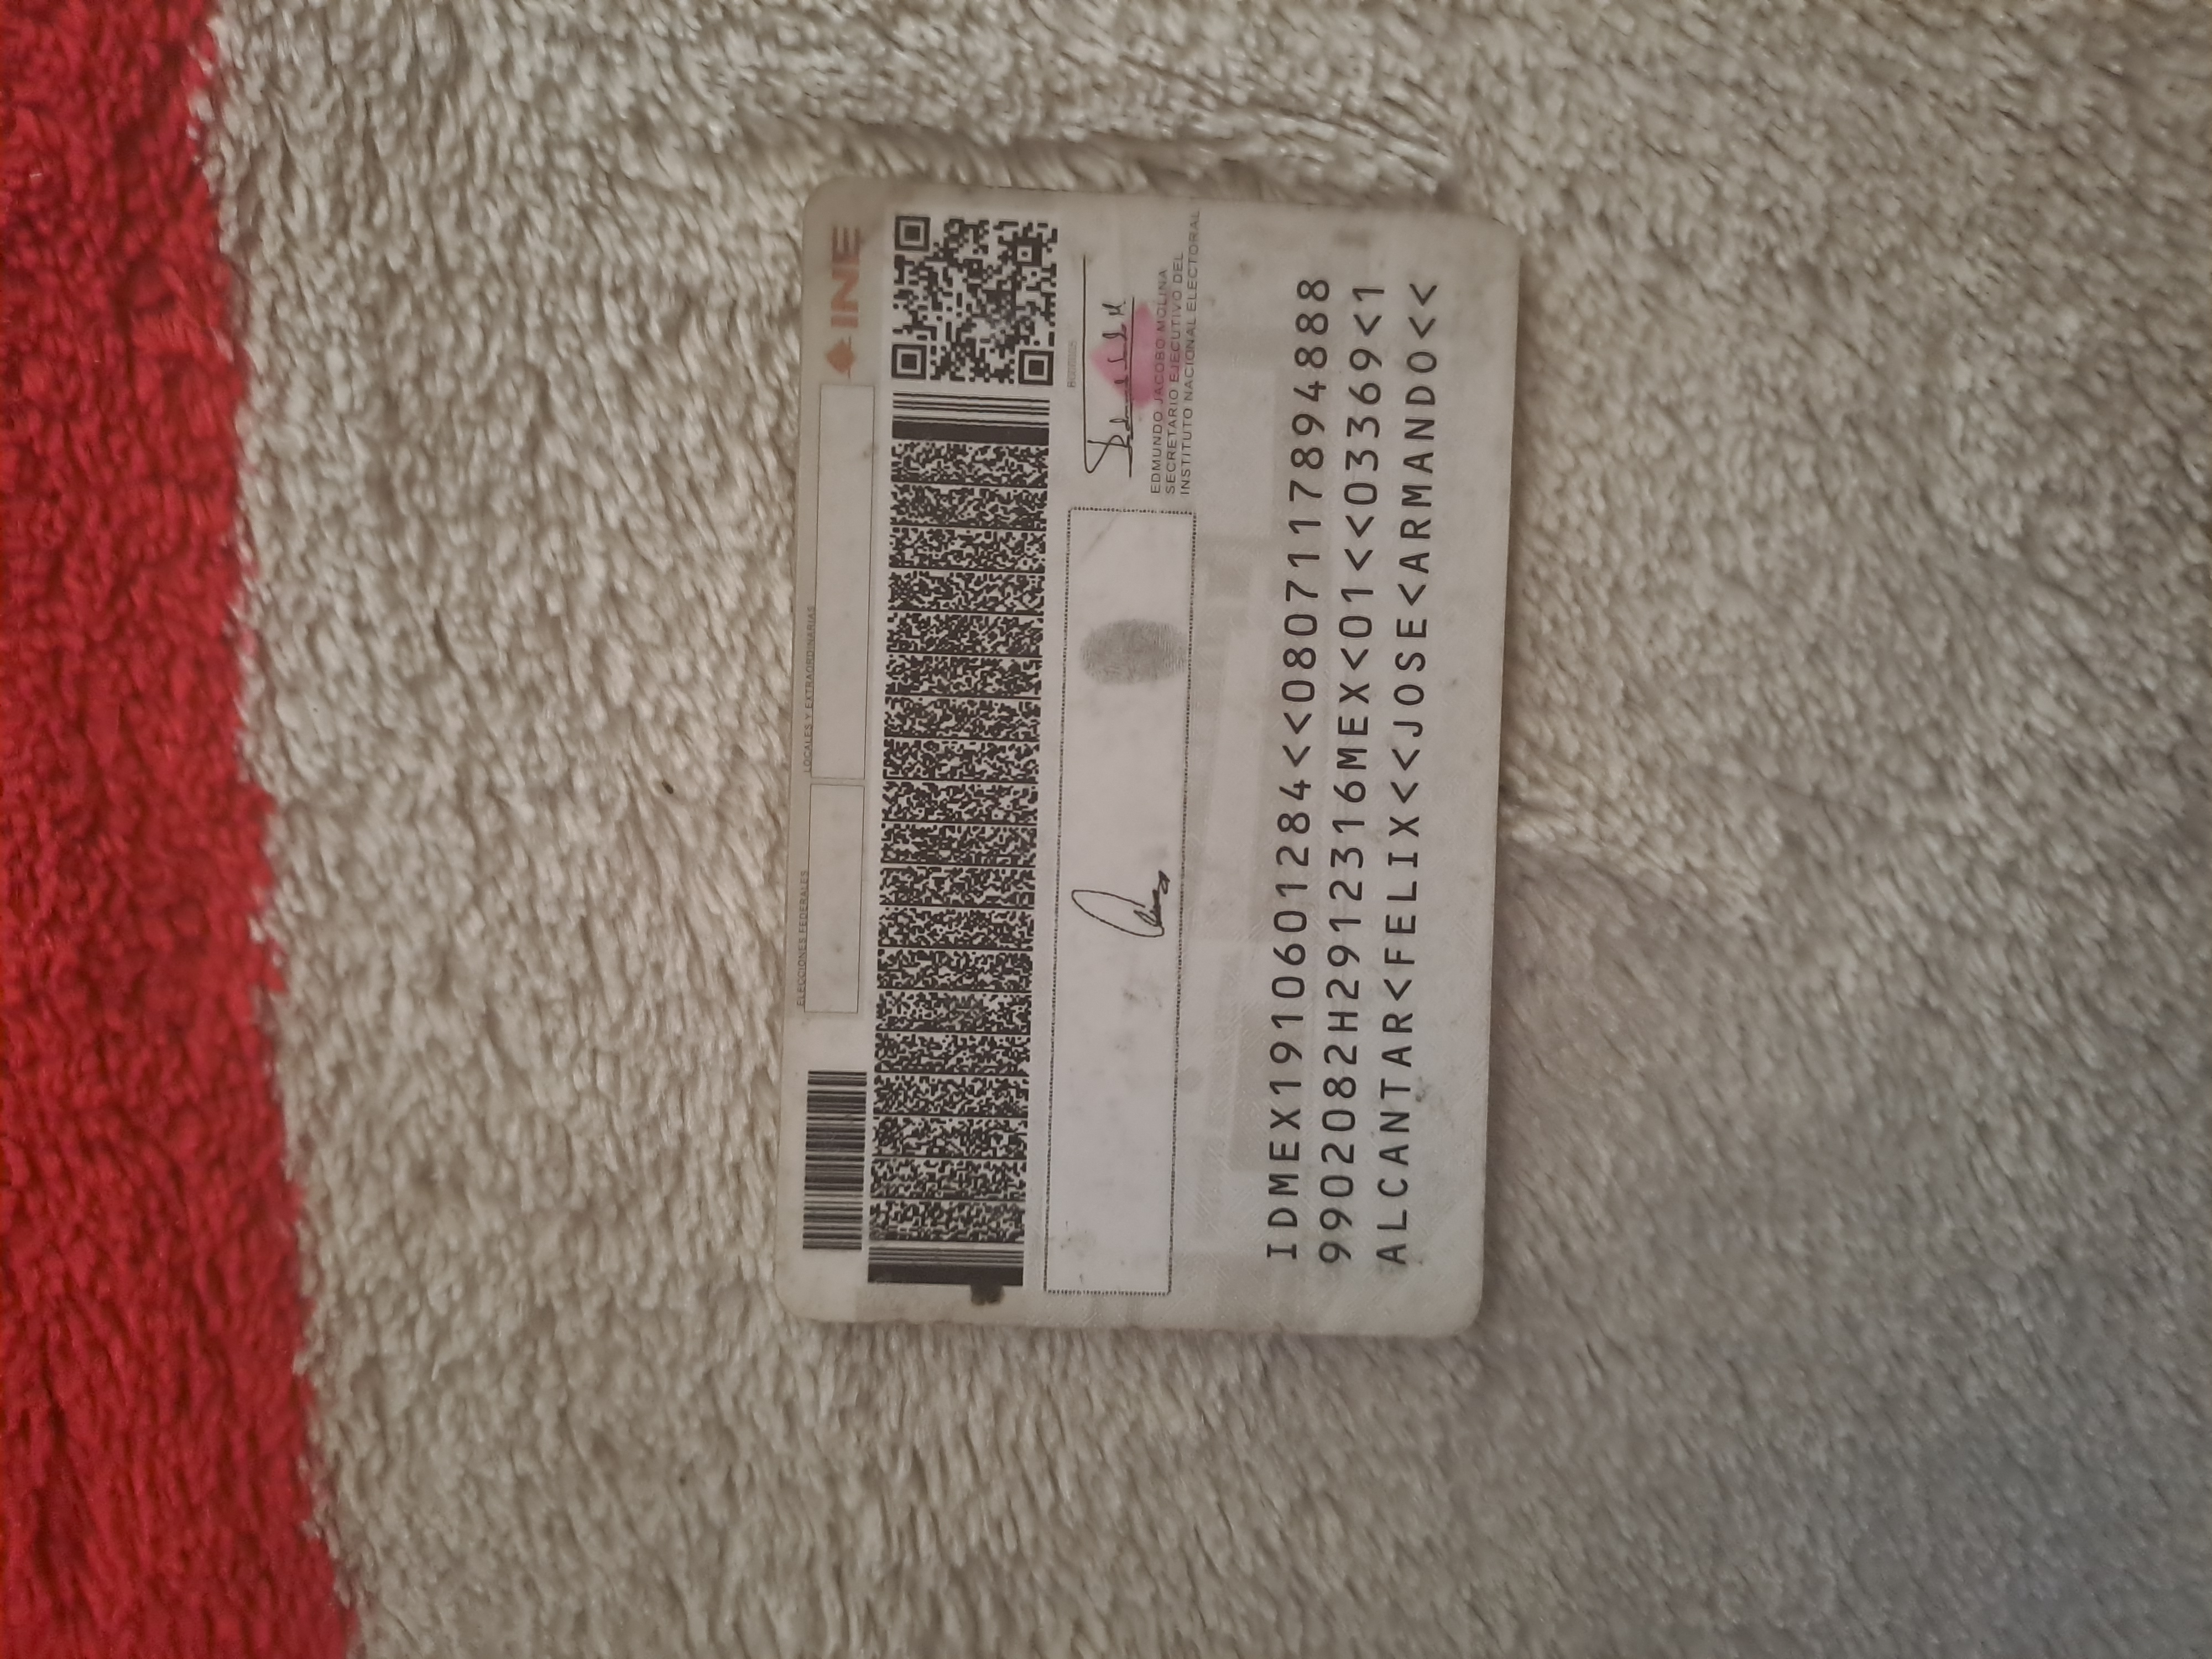 ELECCIONES FEDERALES LOCALES Y EXTRAORDINARIAS
INE
EDMUNDO JACOBO MOLINA
SECRETARIO EJECUTIVO DEL
INSTITUTO NACIONAL ELECTORAL
IDMEX1910601284<<0807117894888
9902082H2912316MEX<01<<03369<1
ALCANTAR<FELIX<<JOSE<ARMANDO<<